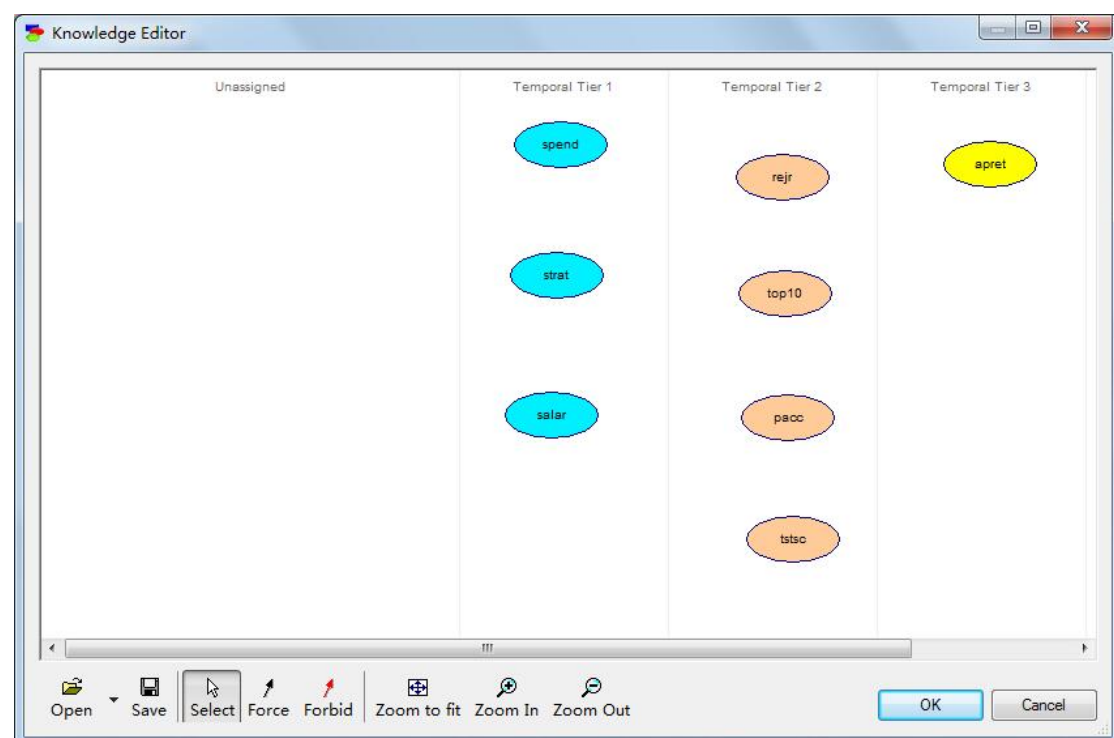 Knowledge Editor
Unassigned Temporal Tier 1 Temporal Tier 2 Temporal Tier 3
spend
rejr
apret
strat
top10
salar
pacc
tstsc
Open Save Select Force Forbid Zoom to fit Zoom In Zoom Out OK Cancel